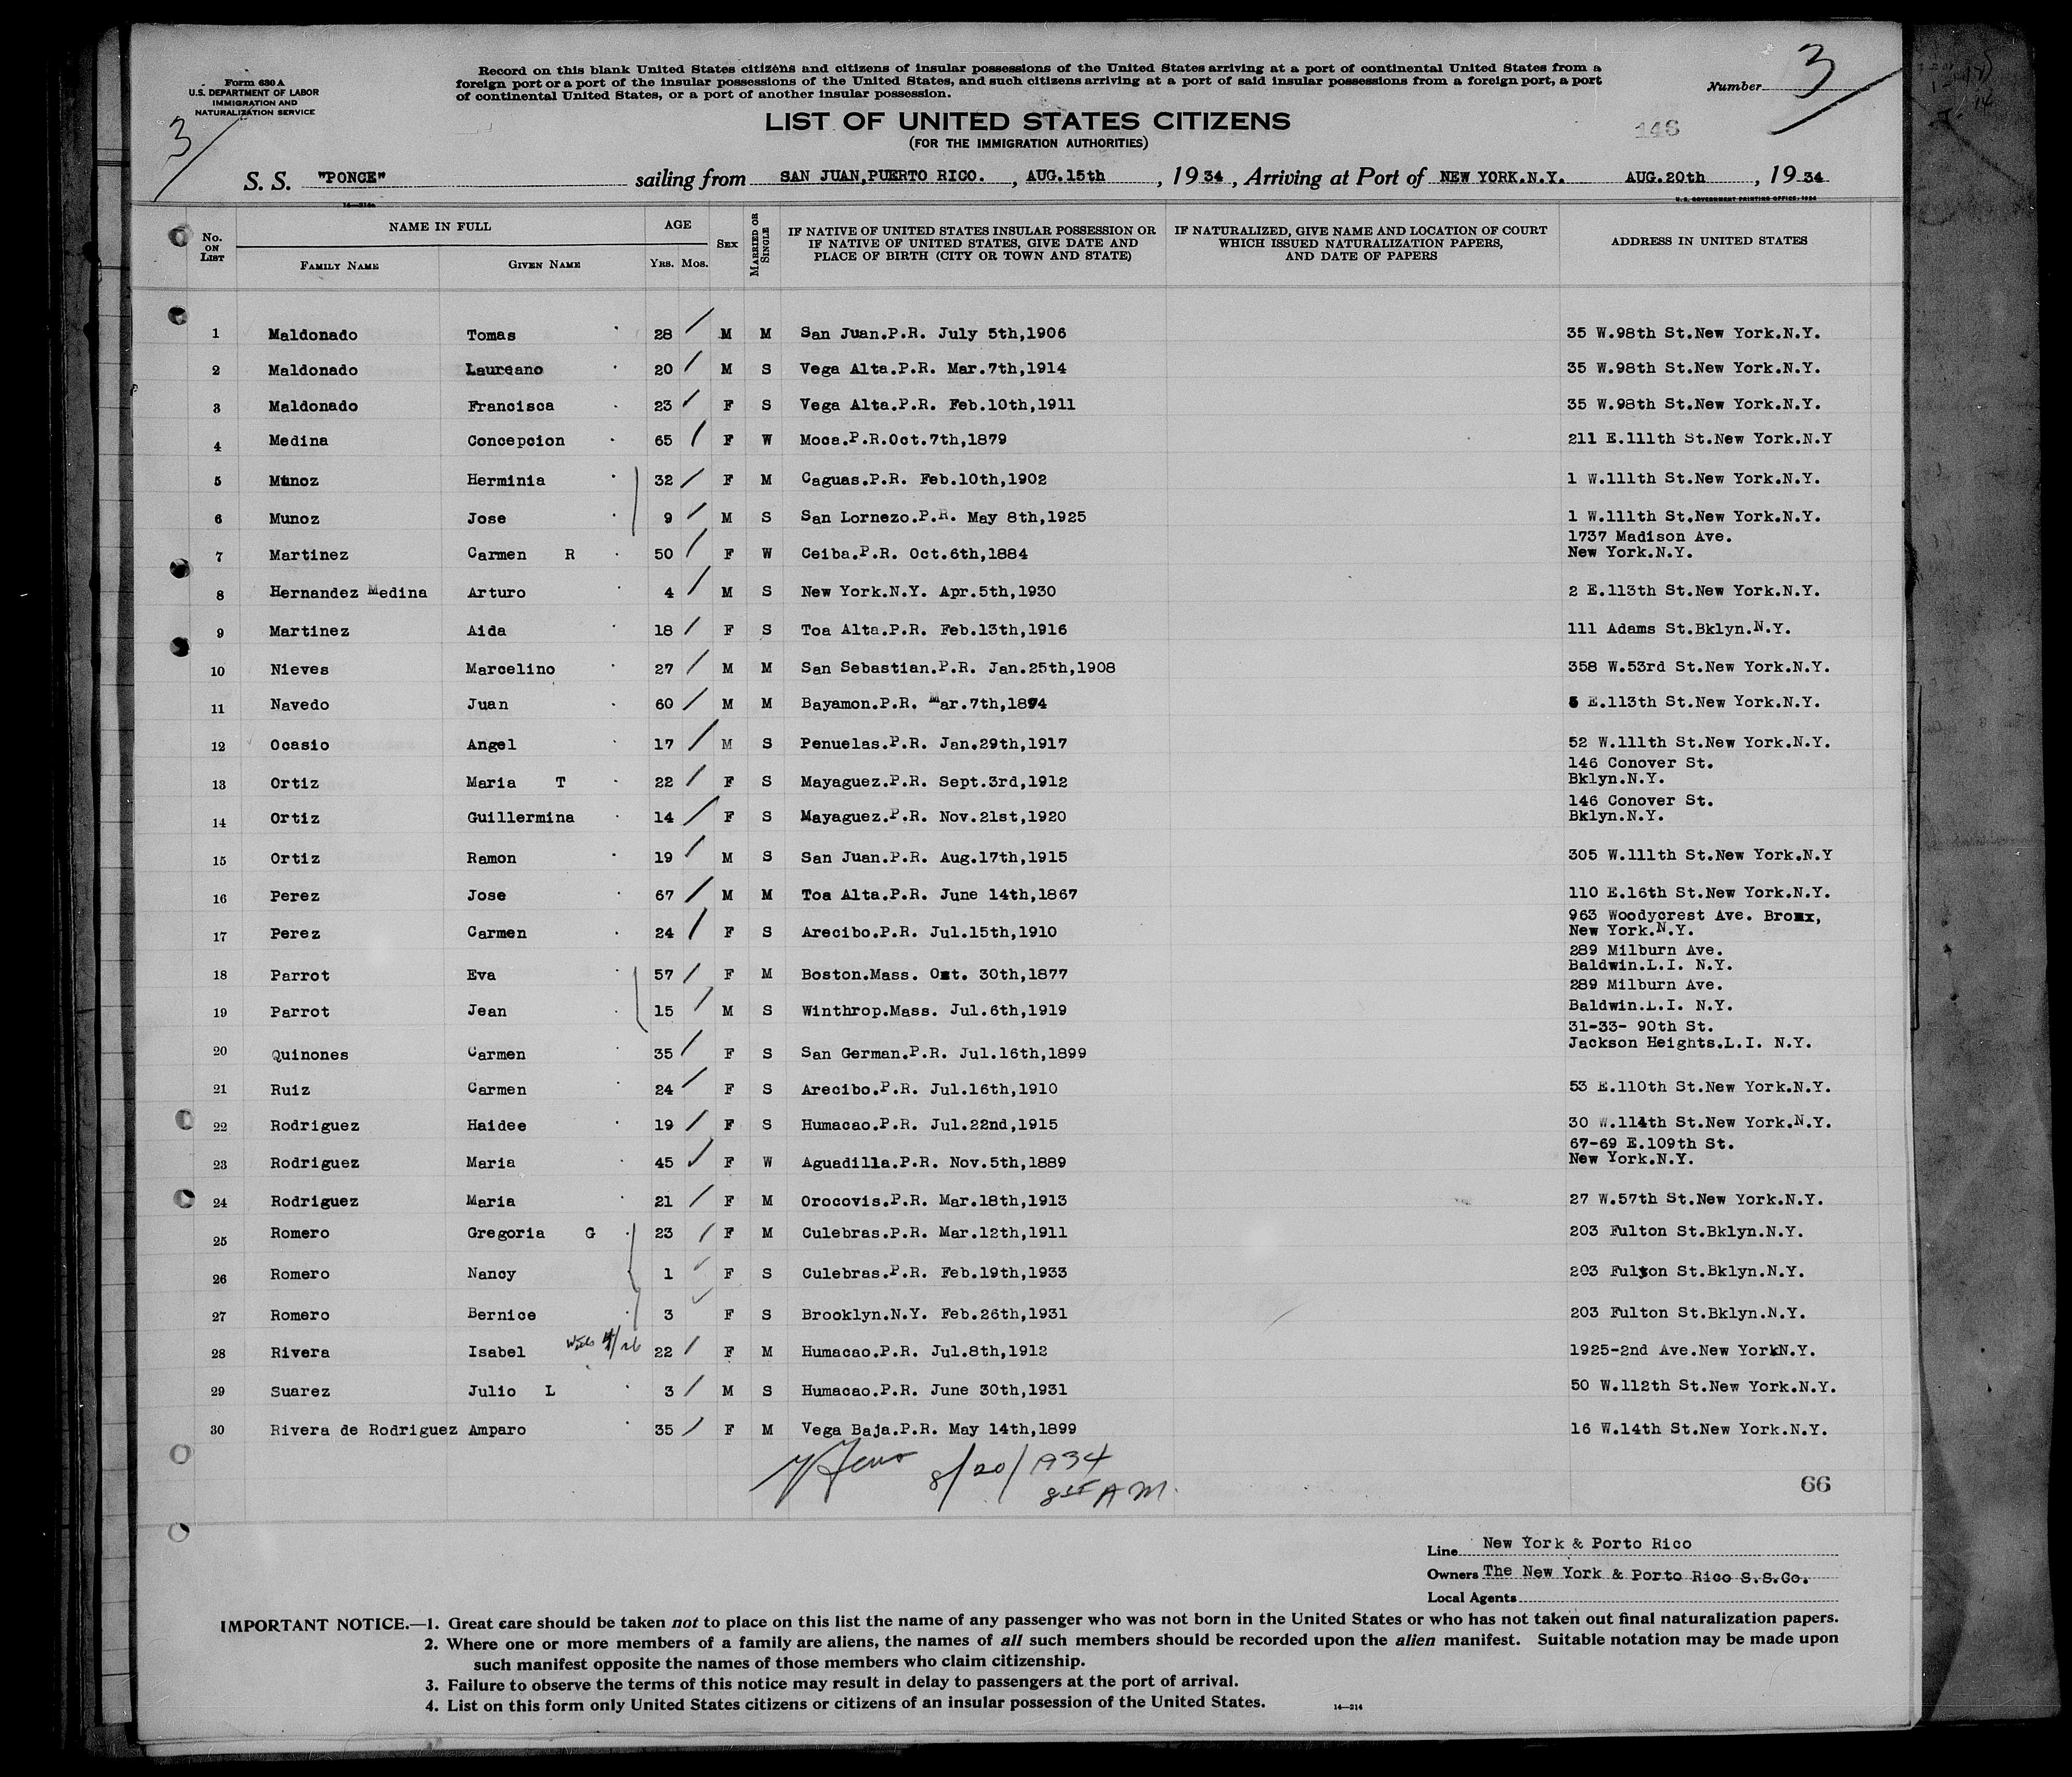 Form 630 A
U.S. DEPARTMENT OF LABOR
IMMIGRATION AND
NATURALIZATION SERVICE
3
Record on this blank United States citizens and citizens of insular possessions of the United States arriving at a port of continental United States from a
foreign port or a port of the insular possessions of the United States, and such citizens arriving at a port of said insular possessions from a foreign port, a port
of continental United States, or a port of another insular possession.
Number 3
LIST OF UNITED STATES CITIZENS
(FOR THE IMMIGRATION AUTHORITIES)
146
S. S. "PONCE" sailing from SAN JUAN,PUERTO RICO. , AUG.15th , 1934 , Arriving at Port of NEW YORK.N.Y. AUG.20th , 1934
U. S. GOVERNMENT PRINTING OFFICE: 1934
No. ON LIST NAME IN FULL FAMILY NAME GIVEN NAME AGE YRS. MOS. SEX MARRIED OR SINGLE IF NATIVE OF UNITED STATES INSULAR POSSESSION OR IF NATIVE OF UNITED STATES, GIVE DATE AND PLACE OF BIRTH (CITY OR TOWN AND STATE) IF NATURALIZED, GIVE NAME AND LOCATION OF COURT WHICH ISSUED NATURALIZATION PAPERS, AND DATE OF PAPERS ADDRESS IN UNITED STATES
1 Maldonado Tomas 28 M M San Juan.P.R. July 5th,1906 35 W.98th St.New York.N.Y.
2 Maldonado Laureano 20 M S Vega Alta.P.R. Mar.7th,1914 35 W.98th St.New York.N.Y.
3 Maldonado Francisca 23 F S Vega Alta.P.R. Feb.10th,1911 35 W.98th St.New York.N.Y.
4 Medina Concepcion 65 F W Moca.P.R.Oct.7th,1879 211 E.111th St.New York.N.Y
5 Munoz Herminia 32 F M Caguas.P.R. Feb.10th,1902 1 W.111th St.New York.N.Y.
6 Munoz Jose 9 M S San Lornezo.P.R. May 8th,1925 1 W.111th St.New York.N.Y.
7 Martinez Carmen R 50 F W Ceiba.P.R. Oct.6th,1884 1737 Madison Ave.
New York.N.Y.
8 Hernandez Medina Arturo 4 M S New York.N.Y. Apr.5th,1930 2 E.113th St.New York.N.Y.
9 Martinez Aida 18 F S Toa Alta.P.R. Feb.13th,1916 111 Adams St.Bklyn.N.Y.
10 Nieves Marcelino 27 M M San Sebastian.P.R. Jan.25th,1908 358 W.53rd St.New York.N.Y.
11 Navedo Juan 60 M M Bayamon.P.R. Mar.7th,1874 5 E.113th St.New York.N.Y.
12 Ocasio Angel 17 M S Penuelas.P.R. Jan.29th,1917 52 W.111th St.New York.N.Y.
13 Ortiz Maria T 22 F S Mayaguez.P.R. Sept.3rd,1912 146 Conover St.
Bklyn.N.Y.
14 Ortiz Guillermina 14 F S Mayaguez.P.R. Nov.21st,1920 146 Conover St.
Bklyn.N.Y.
15 Ortiz Ramon 19 M S San Juan.P.R. Aug.17th,1915 305 W.111th St.New York.N.Y
16 Perez Jose 67 M M Toa Alta.P.R. June 14th,1867 110 E.16th St.New York.N.Y.
17 Perez Carmen 24 F S Arecibo.P.R. Jul.15th,1910 963 Woodycrest Ave. Bronx,
New York.N.Y.
18 Parrot Eva 57 F M Boston.Mass. Oct. 30th,1877 289 Milburn Ave.
Baldwin.L.I. N.Y.
19 Parrot Jean 15 M S Winthrop.Mass. Jul.6th,1919 289 Milburn Ave.
Baldwin.L.I. N.Y.
20 Quinones Carmen 35 F S San German.P.R. Jul.16th,1899 31-33- 90th St.
Jackson Heights.L.I. N.Y.
21 Ruiz Carmen 24 F S Arecibo.P.R. Jul.16th,1910 53 E.110th St.New York.N.Y.
22 Rodriguez Haidee 19 F S Humacao.P.R. Jul.22nd,1915 30 W.114th St.New York.N.Y.
23 Rodriguez Maria 45 F W Aguadilla.P.R. Nov.5th,1889 67-69 E.109th St.
New York.N.Y.
24 Rodriguez Maria 21 F M Orocovis.P.R. Mar.18th,1913 27 W.57th St.New York.N.Y.
25 Romero Gregoria G 23 F M Culebras.P.R. Mar.12th,1911 203 Fulton St.Bklyn.N.Y.
26 Romero Nancy 1 F S Culebras.P.R. Feb.19th,1933 203 Fulton St.Bklyn.N.Y.
27 Romero Bernice 3 F S Brooklyn.N.Y. Feb.26th,1931 203 Fulton St.Bklyn.N.Y.
28 Rivera Isabel 22 F M Humacao.P.R. Jul.8th,1912 1925-2nd Ave.New YorkN.Y.
29 Suarez Julio L 3 M S Humacao.P.R. June 30th,1931 50 W.112th St.New York.N.Y.
30 Rivera de Rodriguez Amparo 35 F M Vega Baja.P.R. May 14th,1899 16 W.14th St.New York.N.Y.
8/20/1934
AM.
66
Line New York & Porto Rico
Owners The New York & Porto Rico S.S.Co.
Local Agents
IMPORTANT NOTICE.—1. Great care should be taken not to place on this list the name of any passenger who was not born in the United States or who has not taken out final naturalization papers.
2. Where one or more members of a family are aliens, the names of all such members should be recorded upon the alien manifest. Suitable notation may be made upon
such manifest opposite the names of those members who claim citizenship.
3. Failure to observe the terms of this notice may result in delay to passengers at the port of arrival.
4. List on this form only United States citizens or citizens of an insular possession of the United States.
14—214